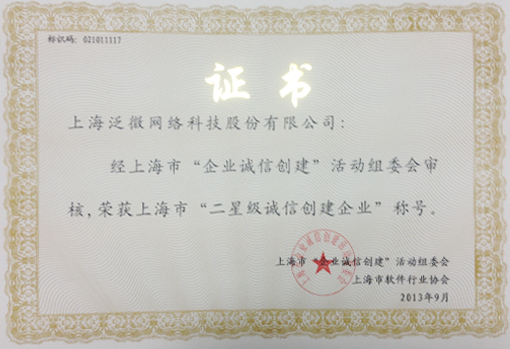 标识码：021011117
证书
上海泛微网络科技股份有限公司：
经上海市“企业诚信创建”活动组委会审
核，荣获上海市“二星级诚信创建企业”称号。
上海市“企业诚信创建”活动组委会
上海市软件行业协会
2013年9月